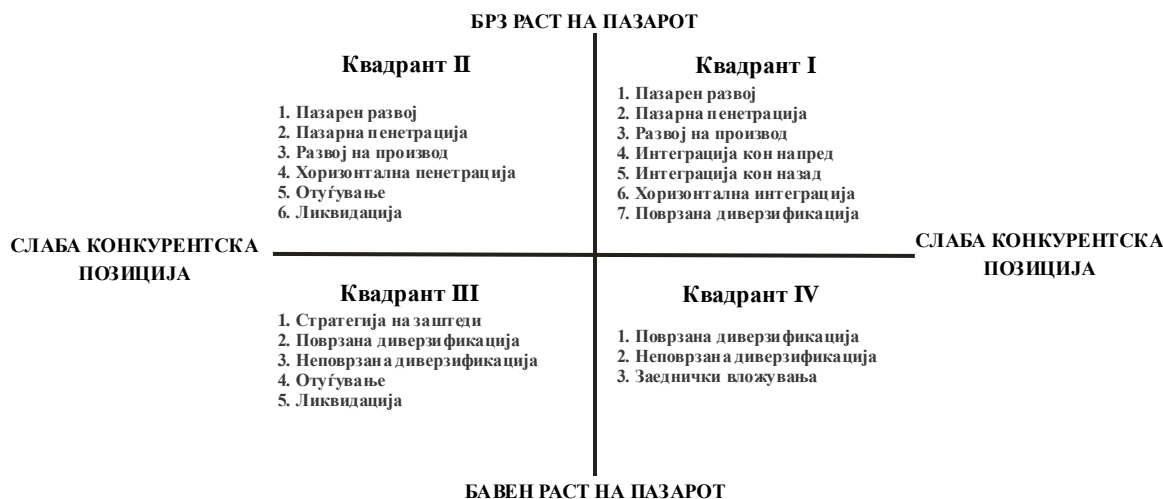 БРЗ РАСТ НА ПАЗАРОТ
Квадрант II
1. Пазарен развој
2. Пазарна пенетрација
3. Развој на производ
4. Хоризонтална пенетрација
5. Отуѓување
6. Ликвидација
Квадрант I
1. Пазарен развој
2. Пазарна пенетрација
3. Развој на производ
4. Интеграција кон напред
5. Интеграција кон назад
6. Хоризонтална интеграција
7. Поврзана диверзификација
СЛАБА КОНКУРЕНТСКА
ПОЗИЦИЈА
СЛАБА КОНКУРЕНТСКА
ПОЗИЦИЈА
Квадрант III
1. Стратегија на заштеди
2. Поврзана диверзификација
3. Неповрзана диверзификација
4. Отуѓување
5. Ликвидација
Квадрант IV
1. Поврзана диверзификација
2. Неповрзана диверзификација
3. Заеднички вложувања
БАВЕН РАСТ НА ПАЗАРОТ